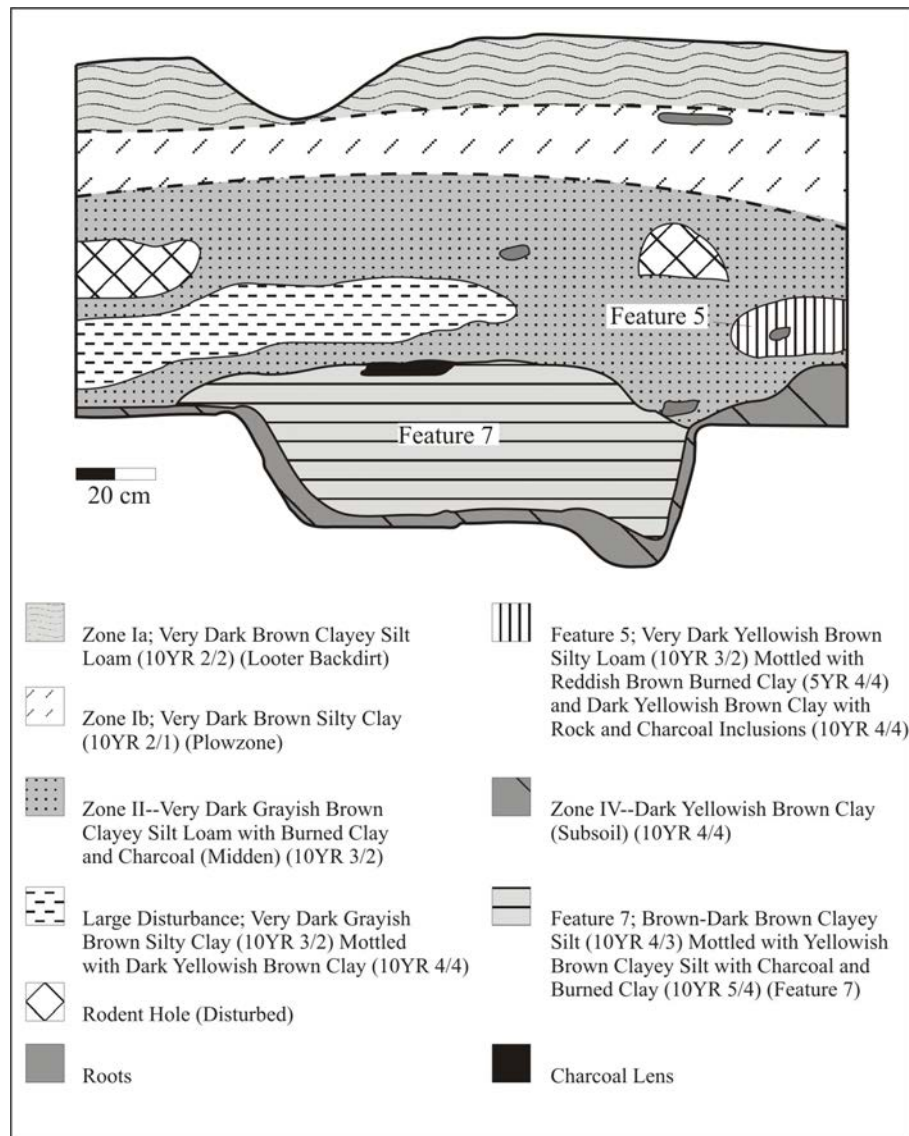 Feature 5
Feature 7
20 cm
Zone Ia; Very Dark Brown Clayey Silt
Loam (10YR 2/2) (Looter Backdirt)
Zone Ib; Very Dark Brown Silty Clay
(10YR 2/1) (Plowzone)
Zone II--Very Dark Grayish Brown
Clayey Silt Loam with Burned Clay
and Charcoal (Midden) (10YR 3/2)
Large Disturbance; Very Dark Grayish
Brown Silty Clay (10YR 3/2) Mottled
with Dark Yellowish Brown Clay (10YR 4/4)
Rodent Hole (Disturbed)
Roots
Feature 5; Very Dark Yellowish Brown
Silty Loam (10YR 3/2) Mottled with
Reddish Brown Burned Clay (5YR 4/4)
and Dark Yellowish Brown Clay with
Rock and Charcoal Inclusions (10YR 4/4)
Zone IV--Dark Yellowish Brown Clay
(Subsoil) (10YR 4/4)
Feature 7; Brown-Dark Brown Clayey
Silt (10YR 4/3) Mottled with Yellowish
Brown Clayey Silt with Charcoal and
Burned Clay (10YR 5/4) (Feature 7)
Charcoal Lens